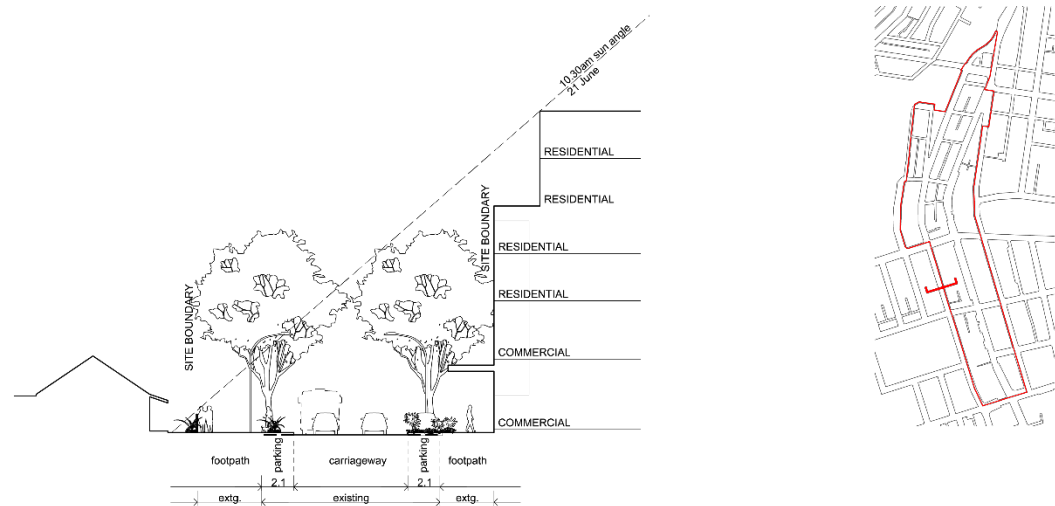 10.30am sun angle
21 June
RESIDENTIAL
RESIDENTIAL
SITE BOUNDARY
RESIDENTIAL
SITE BOUNDARY
RESIDENTIAL
COMMERCIAL
COMMERCIAL
footpath
parking
carriageway
parking
footpath
2.1
2.1
extg.
existing
extg.